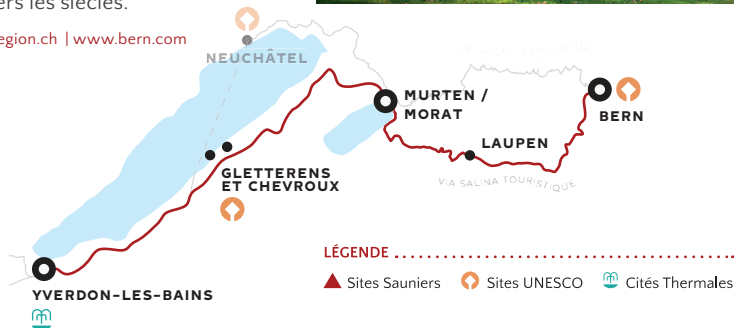 ers les siècles.
egion.ch | www.bern.com
NEUCHÂTEL
MURTEN /
MORAT
BERN
LAUPEN
GLETTERENS
ET CHEVROUX
VIA SALINA TOURISTIQUE
YVERDON-LES-BAINS
LÉGENDE
Sites Sauniers
Sites UNESCO
Cités Thermales